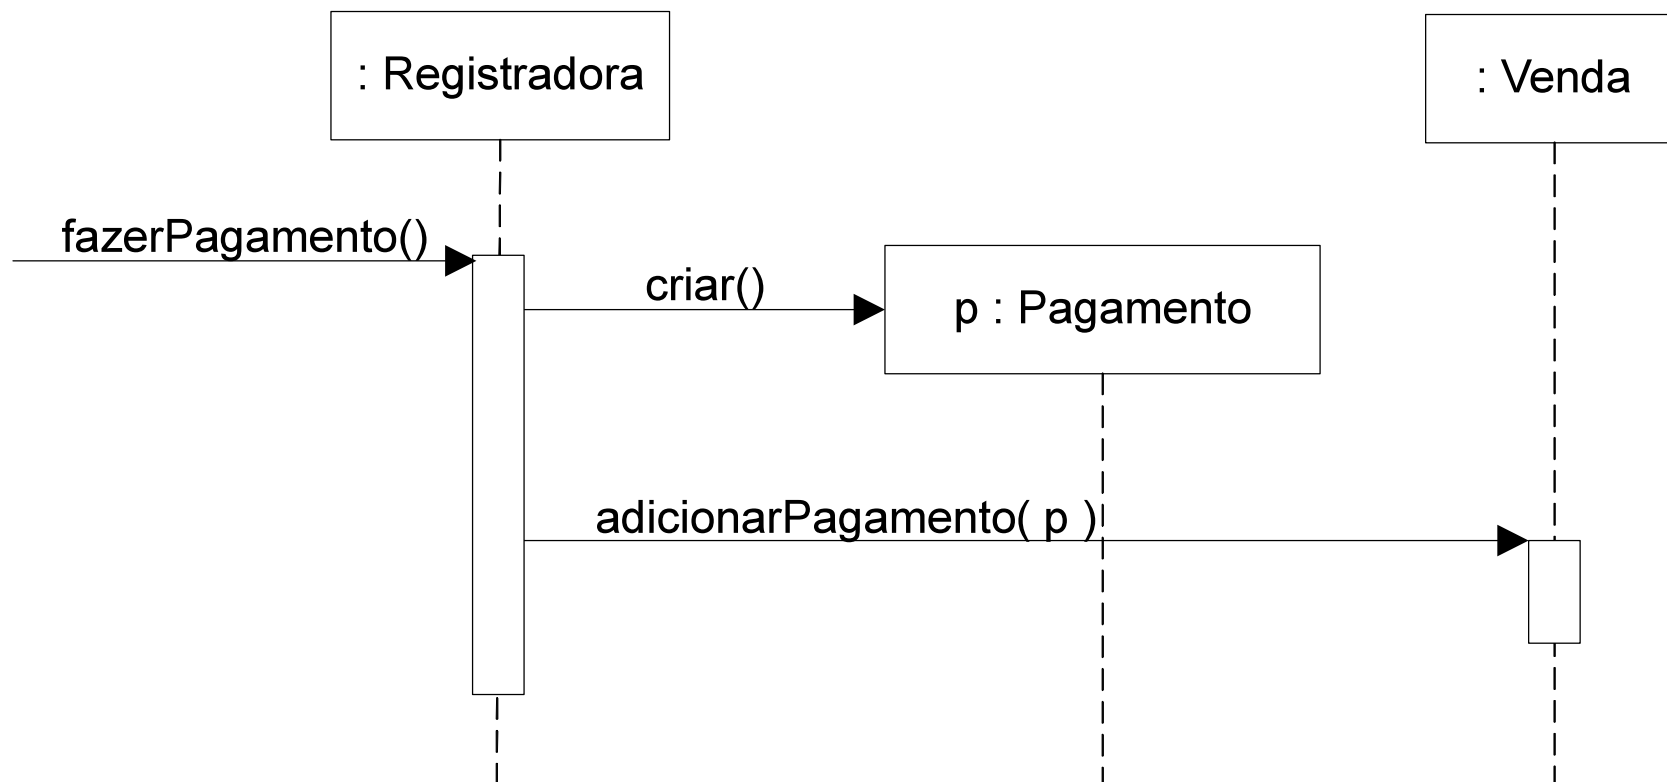 : Registradora
: Venda
fazerPagamento()
criar()
p : Pagamento
adicionarPagamento( p )